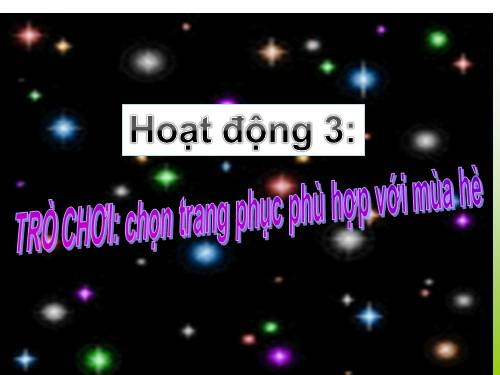 Hoạt động 3:
TRÒ CHƠI: chọn trang phục phù hợp với mùa hè